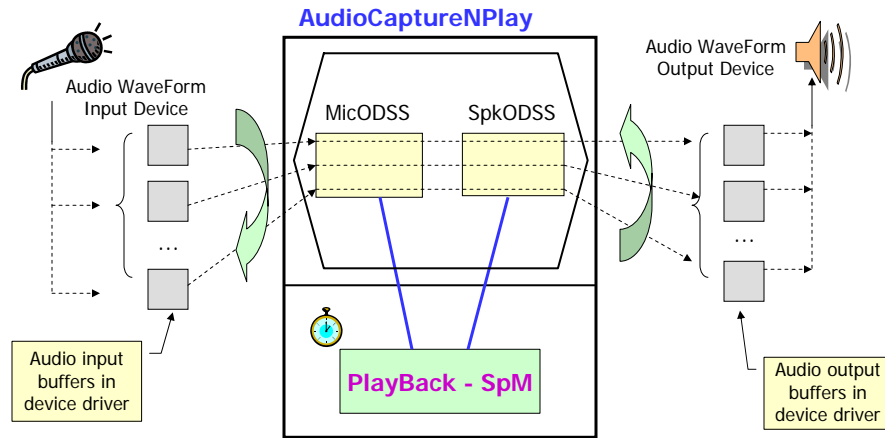 AudioCaptureNPlay
Audio WaveForm
Input Device
MicODSS
SpkODSS
Audio WaveForm
Output Device
...
...
Audio input
buffers in
device driver
PlayBack - SpM
Audio output
buffers in
device driver